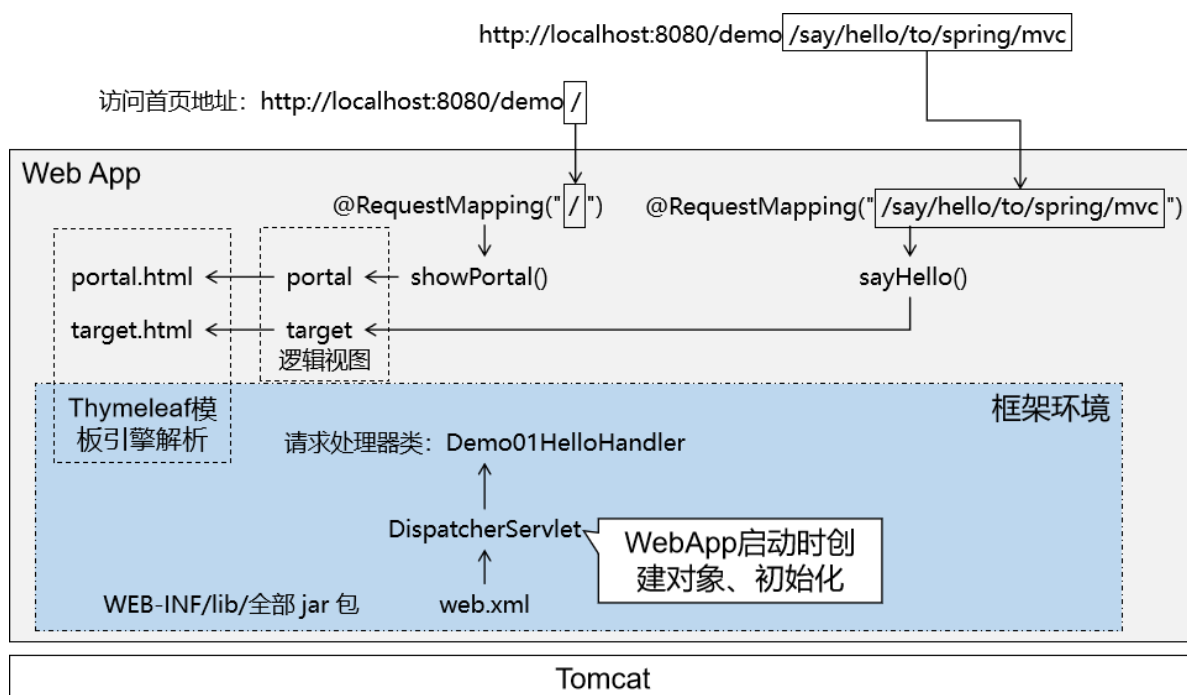 http://localhost:8080/demo/say/hello/to/spring/mvc
访问首页地址：http://localhost:8080/demo/
Web App
@RequestMapping("/")
@RequestMapping("/say/hello/to/spring/mvc")
portal.html
portal
showPortal()
sayHello()
target.html
target
逻辑视图
Thymeleaf模
板引擎解析
框架环境
请求处理器类：Demo01HelloHandler
DispatcherServlet
WebApp启动时创
建对象、初始化
WEB-INF/lib/全部 jar 包
web.xml
Tomcat